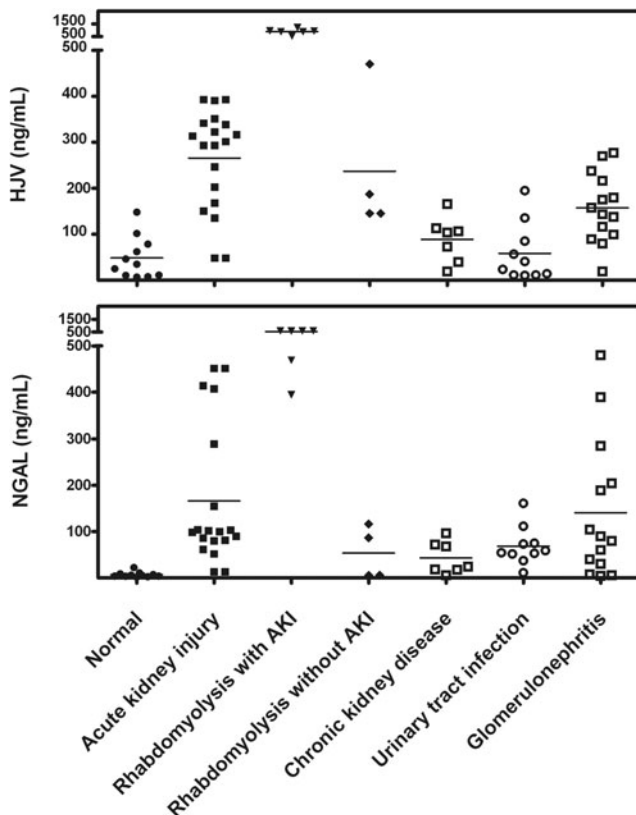 HJV (ng/mL)
1500
500
500
400
300
200
100
NGAL (ng/mL)
1500
500
500
400
300
200
100
Normal
Acute kidney injury
Rhabdomyolysis with AKI
Rhabdomyolysis without AKI
Chronic kidney disease
Urinary tract infection
Glomerulonephritis